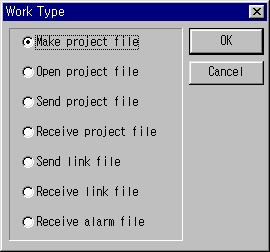 Work Type
Make project file
OK
Open project file
Cancel
Send project file
Receive project file
Send link file
Receive link file
Receive alarm file